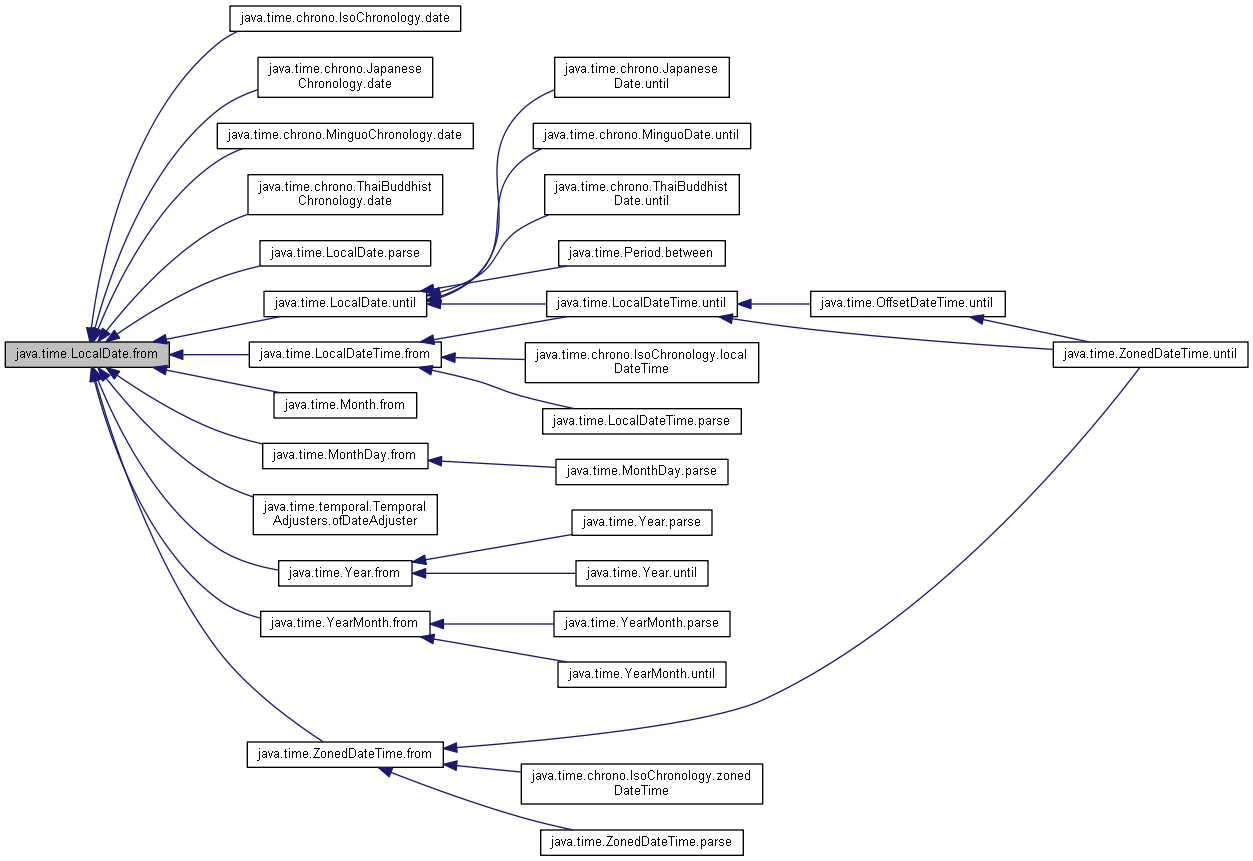 java.time.chrono.IsoChronology.date
java.time.chrono.Japanese
Chronology.date
java.time.chrono.MinguoChronology.date
java.time.chrono.ThaiBuddhist
Chronology.date
java.time.LocalDate.parse
java.time.LocalDate.until
java.time.LocalDate.from
java.time.LocalDateTime.from
java.time.Month.from
java.time.MonthDay.from
java.time.temporal.Temporal
Adjusters.ofDateAdjuster
java.time.Year.from
java.time.YearMonth.from
java.time.ZonedDateTime.from
java.time.chrono.Japanese
Date.until
java.time.chrono.MinguoDate.until
java.time.chrono.ThaiBuddhist
Date.until
java.time.Period.between
java.time.LocalDateTime.until
java.time.chrono.IsoChronology.local
DateTime
java.time.LocalDateTime.parse
java.time.MonthDay.parse
java.time.Year.parse
java.time.Year.until
java.time.YearMonth.parse
java.time.YearMonth.until
java.time.chrono.IsoChronology.zoned
DateTime
java.time.ZonedDateTime.parse
java.time.OffsetDateTime.until
java.time.ZonedDateTime.until